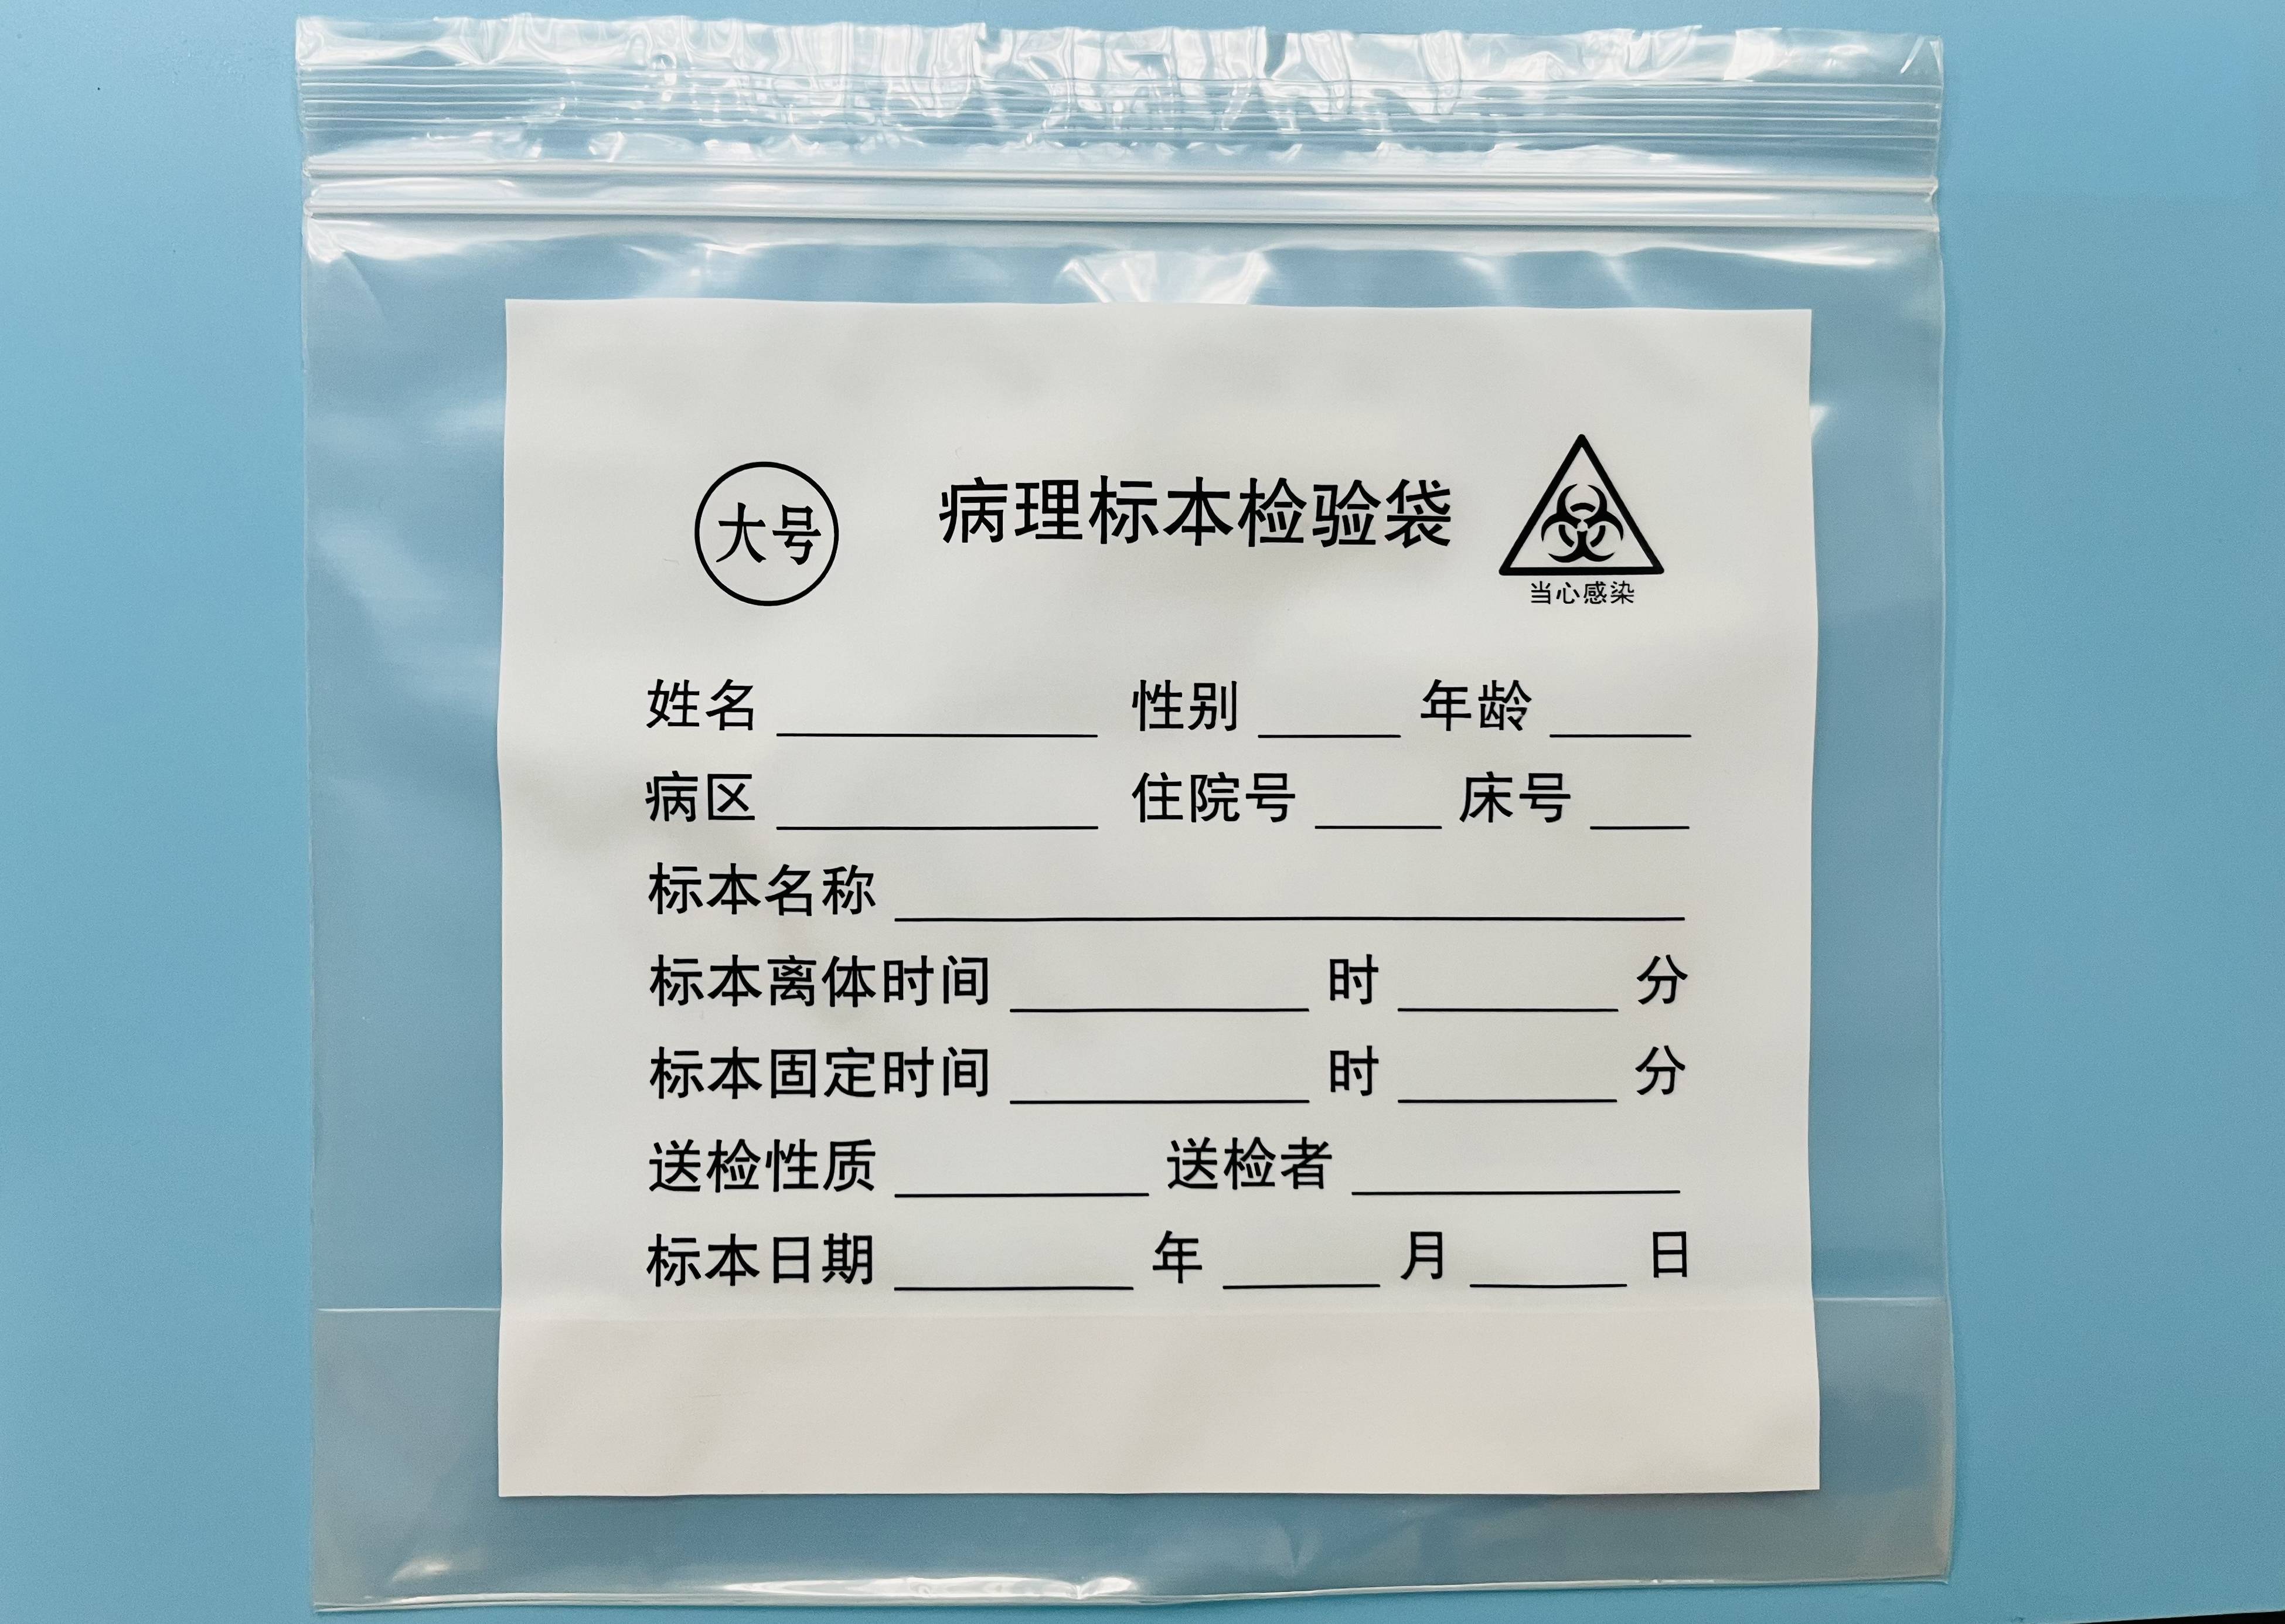 大号 病理标本检验袋
当心感染
姓名 性别 年龄
病区 住院号 床号
标本名称
标本离体时间 时 分
标本固定时间 时 分
送检性质 送检者
标本日期 年 月 日